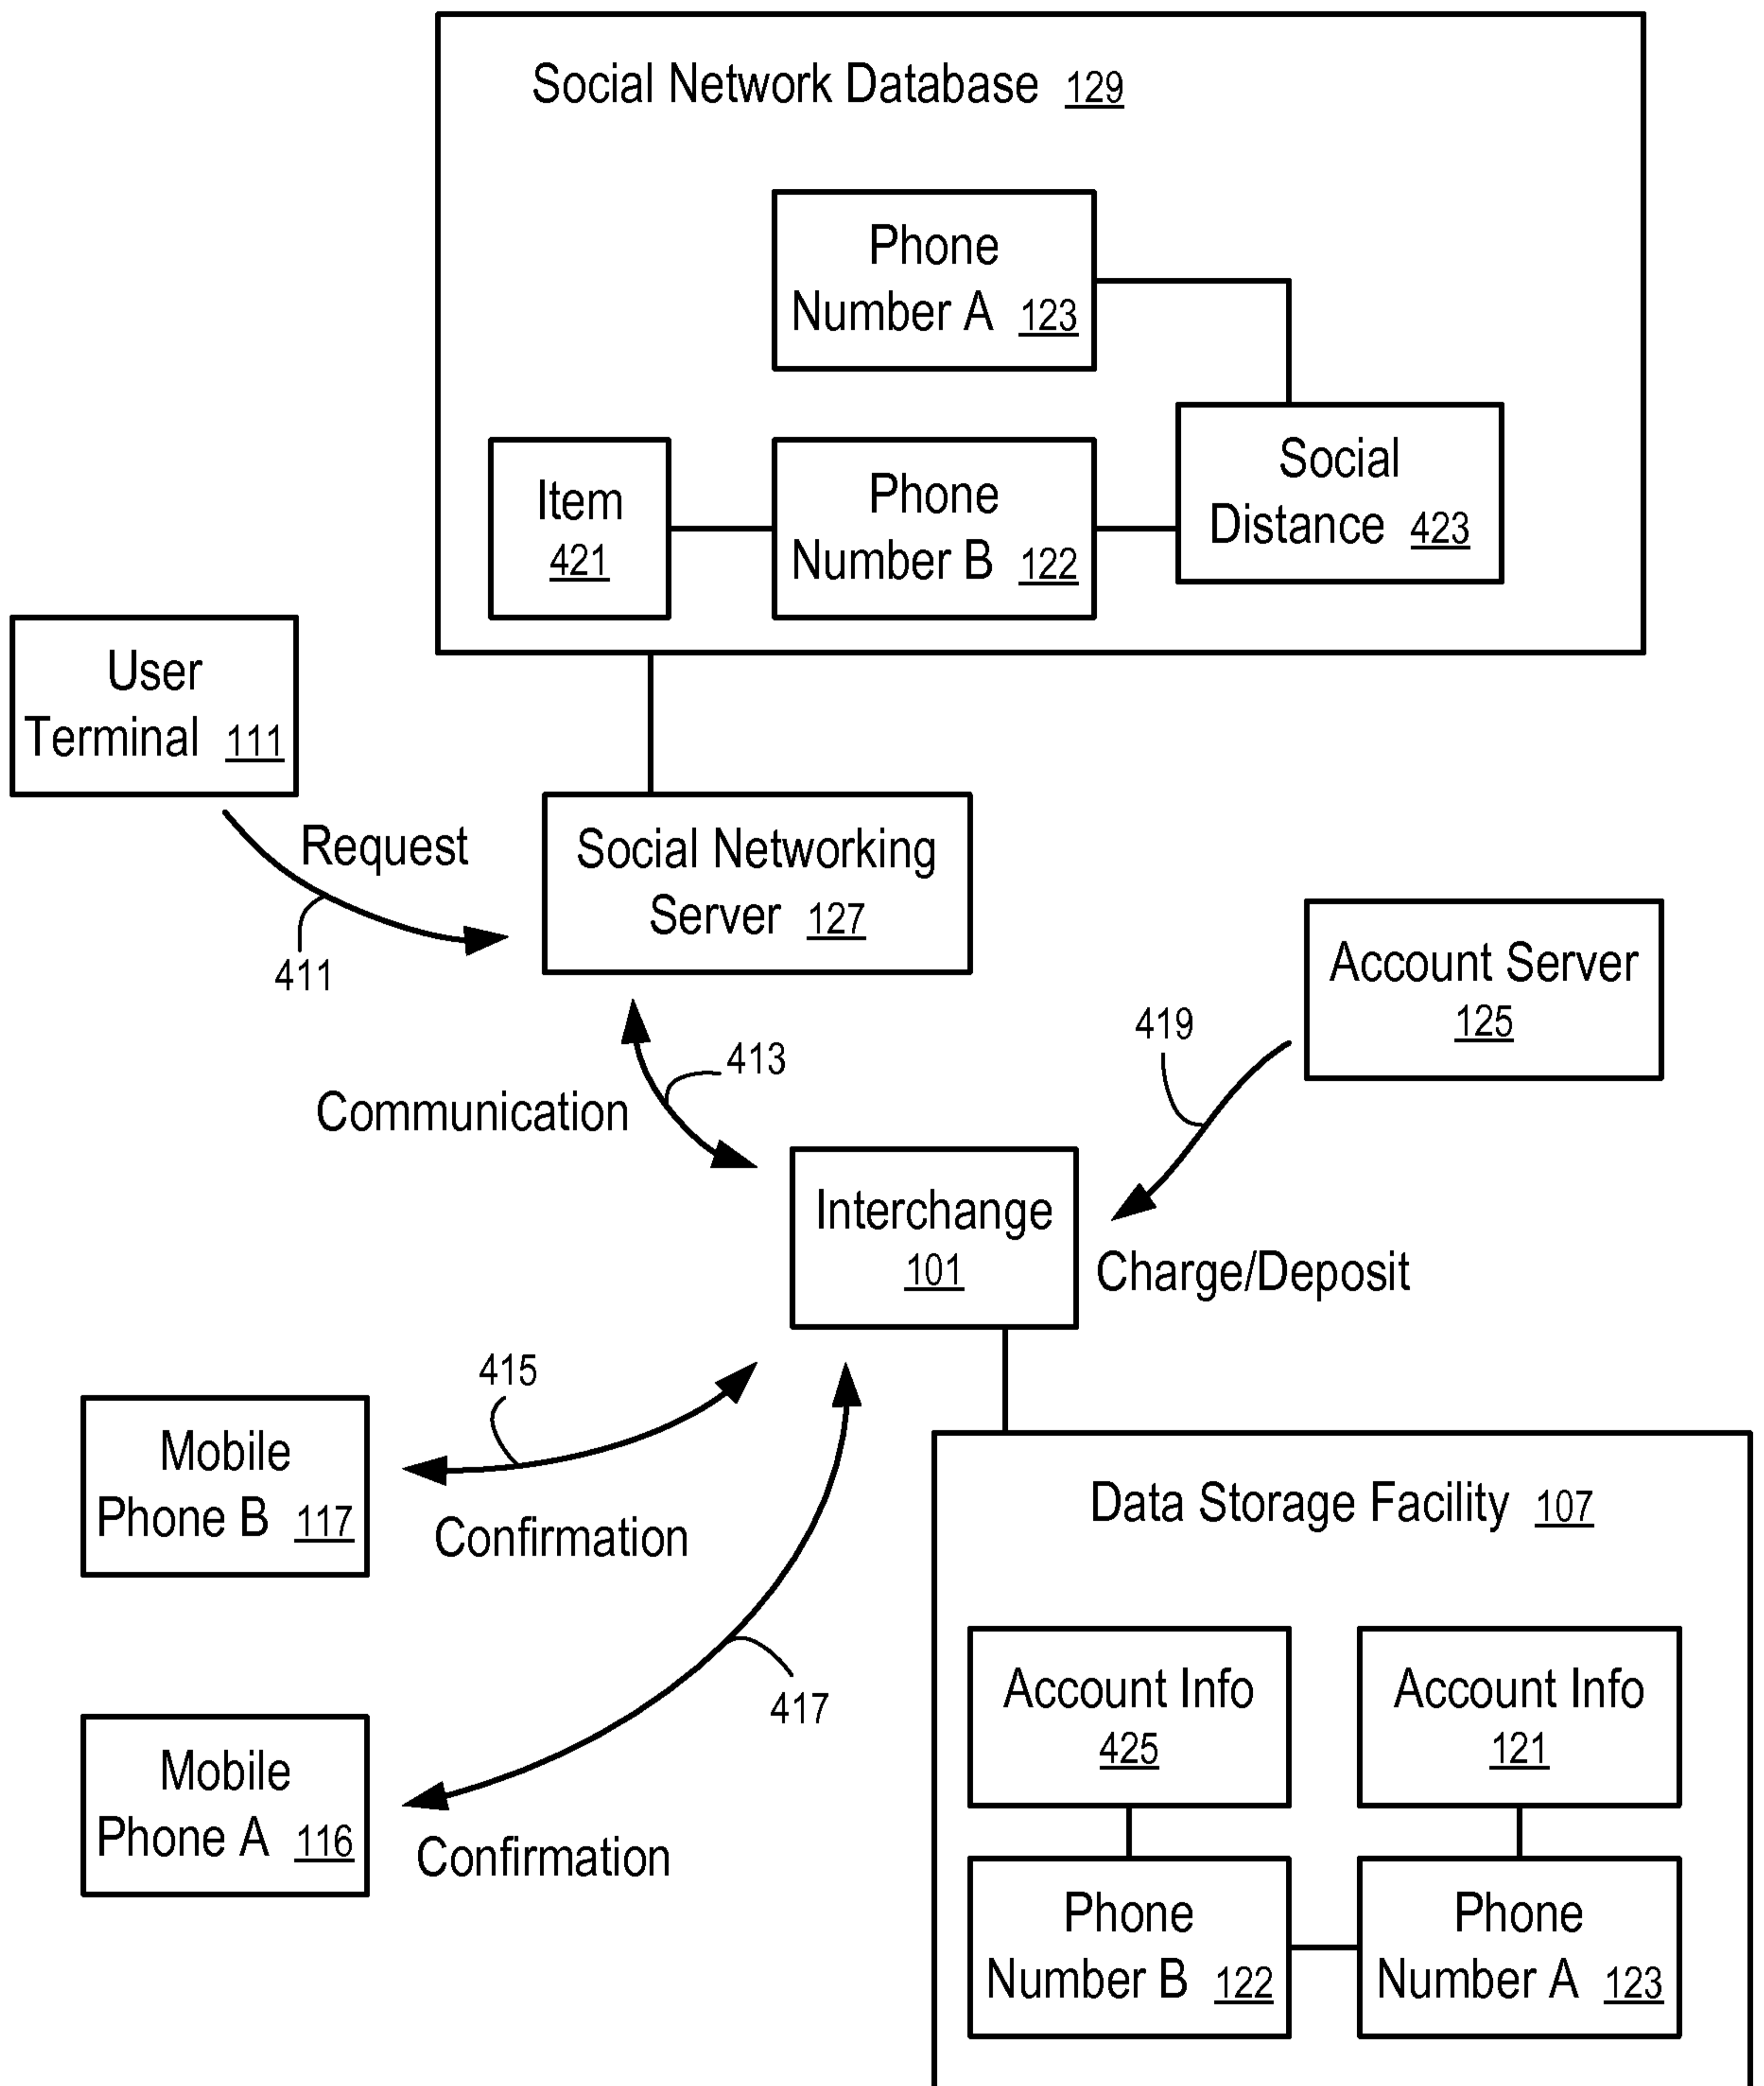 Social Network Database 129
Phone
Number A 123
Item
421
Phone
Number B 122
Social
Distance 423
User
Terminal 111
Request
411
Social Networking
Server 127
Account Server
125
419
413
Communication
Interchange
101
Charge/Deposit
415
Mobile
Phone B 117
Confirmation
417
Mobile
Phone A 116
Confirmation
Data Storage Facility 107
Account Info
425
Account Info
121
Phone
Number B 122
Phone
Number A 123